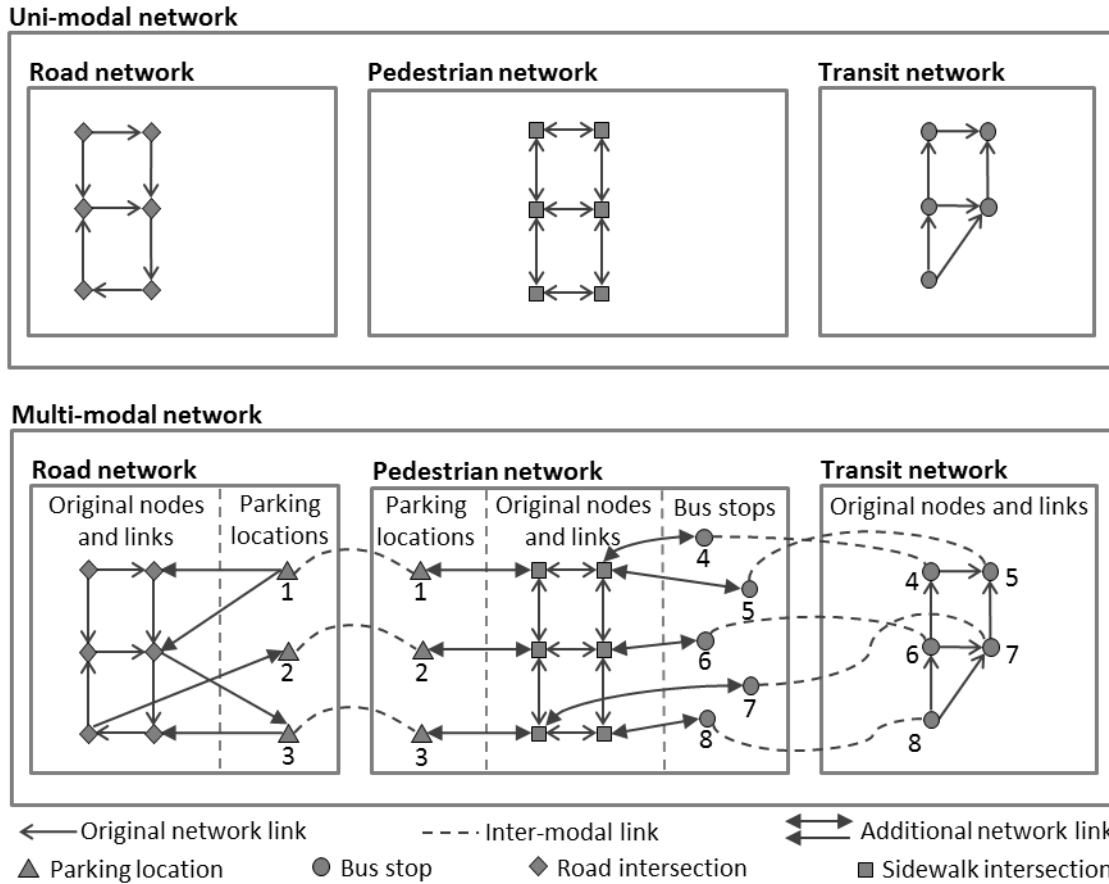 Uni-modal network
Road network
Pedestrian network
Transit network
Multi-modal network
Road network
Pedestrian network
Transit network
Original nodes
and links
Parking
locations
Parking
locations
Original nodes
and links
Bus stops
Original nodes and links
1
2
3
1
2
3
4
5
6
7
8
4
5
6
7
8
Original network link
Inter-modal link
Additional network link
Parking location
Bus stop
Road intersection
Sidewalk intersection